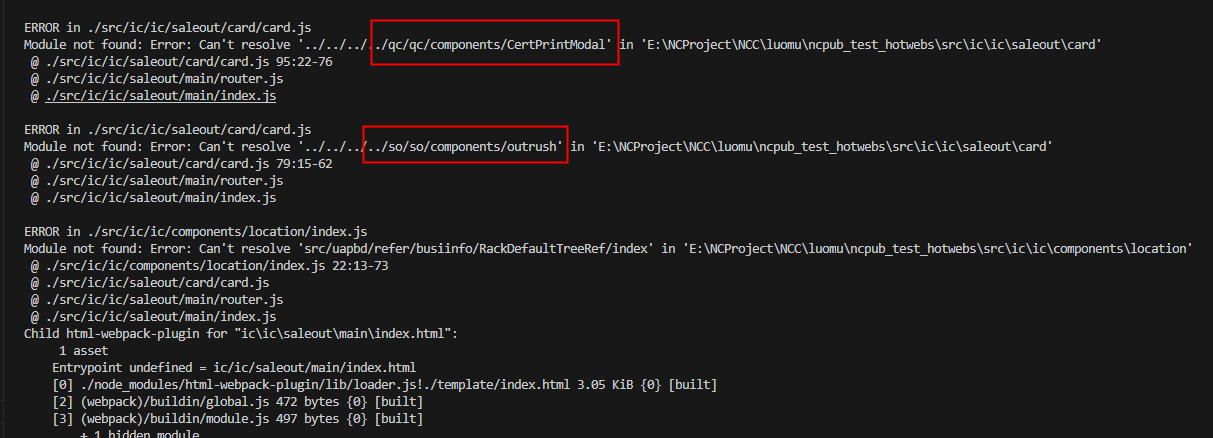 ERROR in ./src/ic/ic/saleout/card/card.js
Module not found: Error: Can't resolve '../../../../qc/qc/components/CertPrintModal' in 'E:\NCProject\NCC\luomu\ncpub_test_hotwebs\src\ic\ic\saleout\card'
@ ./src/ic/ic/saleout/card/card.js 95:22-76
@ ./src/ic/ic/saleout/main/router.js
@ ./src/ic/ic/saleout/main/index.js
ERROR in ./src/ic/ic/saleout/card/card.js
Module not found: Error: Can't resolve '../../../../so/so/components/outrush' in 'E:\NCProject\NCC\luomu\ncpub_test_hotwebs\src\ic\ic\saleout\card'
@ ./src/ic/ic/saleout/card/card.js 79:15-62
@ ./src/ic/ic/saleout/main/router.js
@ ./src/ic/ic/saleout/main/index.js
ERROR in ./src/ic/ic/components/location/index.js
Module not found: Error: Can't resolve 'src/uapbd/refer/busiinfo/RackDefaultTreeRef/index' in 'E:\NCProject\NCC\luomu\ncpub_test_hotwebs\src\ic\ic\components\location'
@ ./src/ic/ic/components/location/index.js 22:13-73
@ ./src/ic/ic/saleout/card/card.js
@ ./src/ic/ic/saleout/main/router.js
@ ./src/ic/ic/saleout/main/index.js
Child html-webpack-plugin for "ic\ic\saleout\main\index.html":
1 asset
Entrypoint undefined = ic/ic/saleout/main/index.html
[0] ./node_modules/html-webpack-plugin/lib/loader.js!./template/index.html 3.05 KiB {0} [built]
[2] (webpack)/buildin/global.js 472 bytes {0} [built]
[3] (webpack)/buildin/module.js 497 bytes {0} [built]
+ 1 hidden module